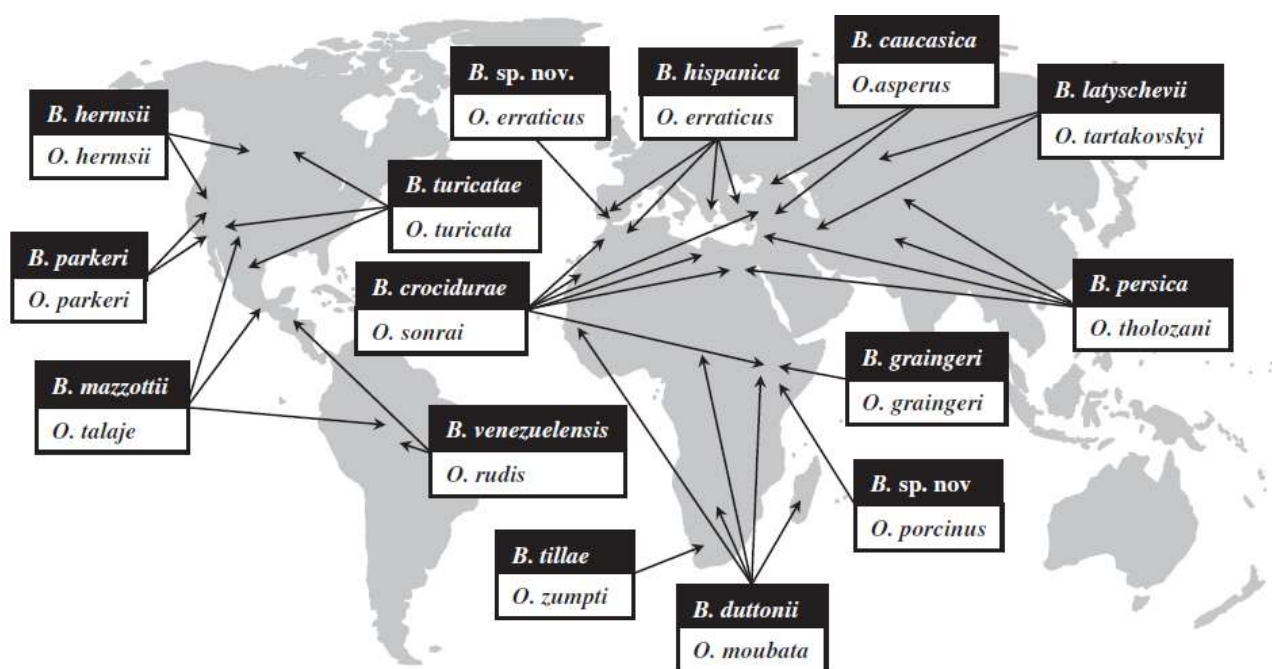 B. caucasica
O.asperus
B. sp. nov.
O. erraticus
B. hispanica
O. erraticus
B. latyschevii
O. tartakovskyi
B. hermsii
O. hermsii
B. turicatae
O. turicata
B. parkeri
O. parkeri
B. crocidurae
O. sonrai
B. persica
O. tholozani
B. mazzottii
O. talaje
B. graingeri
O. graingeri
B. venezuelensis
O. rudis
B. sp. nov
O. porcinus
B. tillae
O. zumpti
B. duttonii
O. moubata